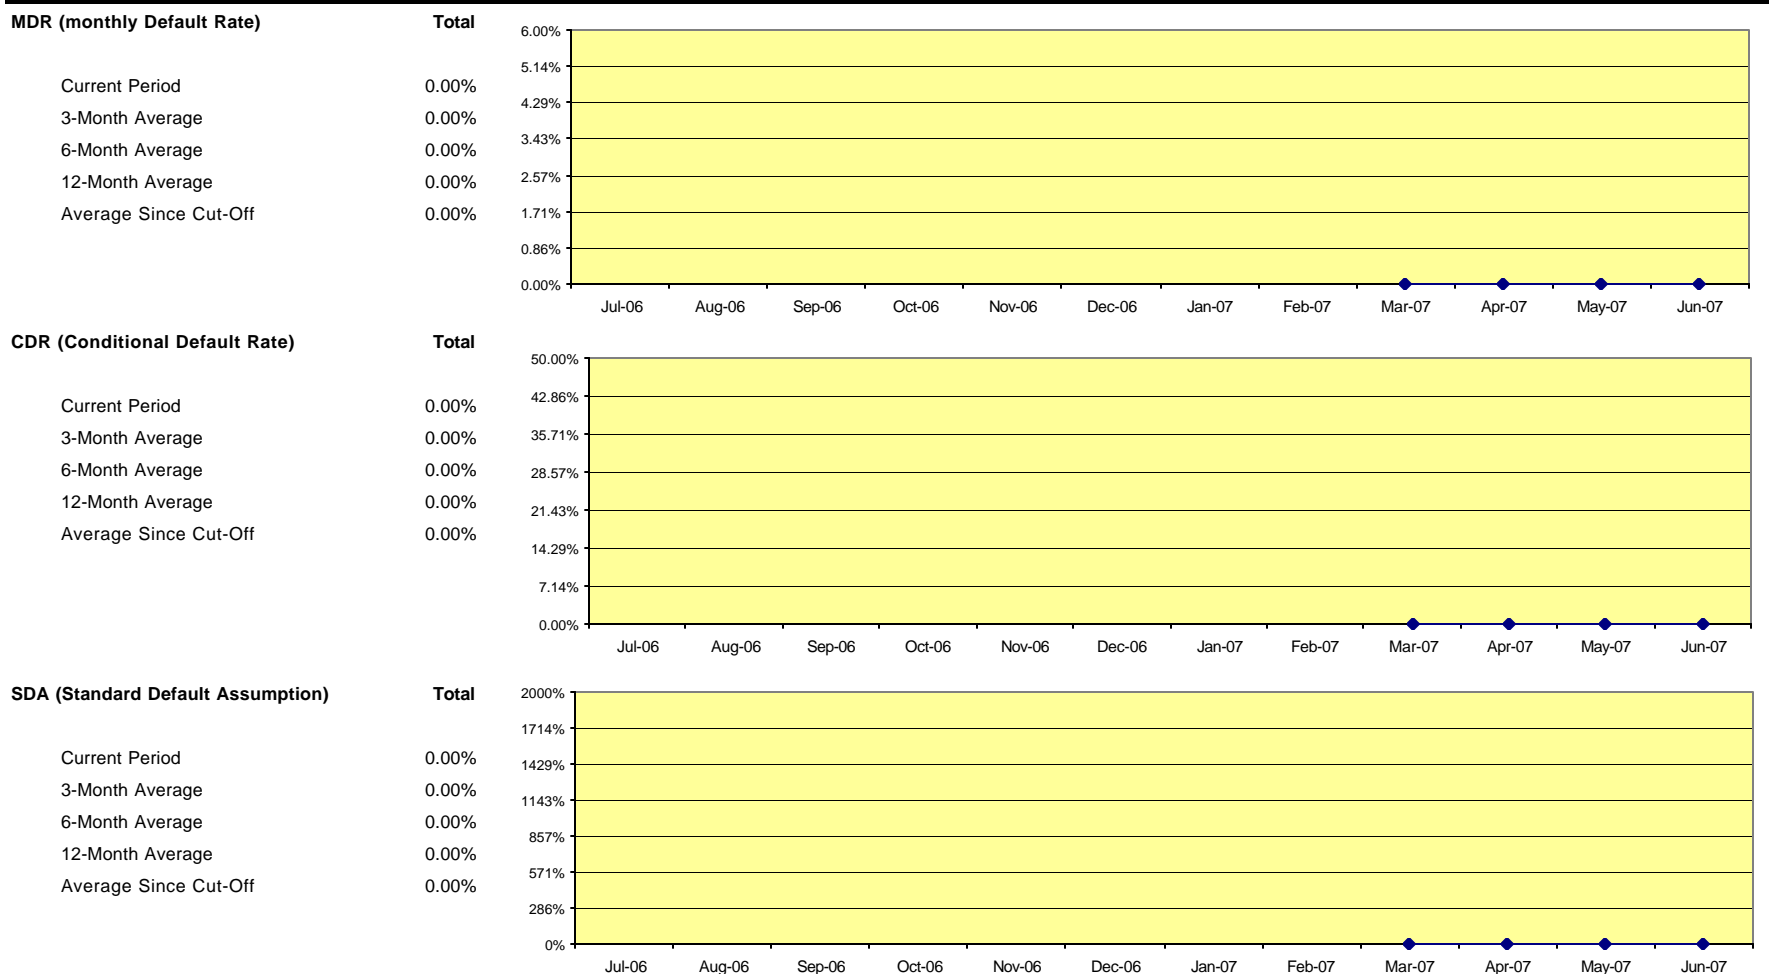 MDR (monthly Default Rate) Total
Current Period 0.00%
3-Month Average 0.00%
6-Month Average 0.00%
12-Month Average 0.00%
Average Since Cut-Off 0.00%
6.00%
5.14%
4.29%
3.43%
2.57%
1.71%
0.86%
0.00%
Jul-06 Aug-06 Sep-06 Oct-06 Nov-06 Dec-06 Jan-07 Feb-07 Mar-07 Apr-07 May-07 Jun-07
CDR (Conditional Default Rate) Total
Current Period 0.00%
3-Month Average 0.00%
6-Month Average 0.00%
12-Month Average 0.00%
Average Since Cut-Off 0.00%
50.00%
42.86%
35.71%
28.57%
21.43%
14.29%
7.14%
0.00%
Jul-06 Aug-06 Sep-06 Oct-06 Nov-06 Dec-06 Jan-07 Feb-07 Mar-07 Apr-07 May-07 Jun-07
SDA (Standard Default Assumption) Total
Current Period 0.00%
3-Month Average 0.00%
6-Month Average 0.00%
12-Month Average 0.00%
Average Since Cut-Off 0.00%
2000%
1714%
1429%
1143%
857%
571%
286%
0%
Jul-06 Aug-06 Sep-06 Oct-06 Nov-06 Dec-06 Jan-07 Feb-07 Mar-07 Apr-07 May-07 Jun-07